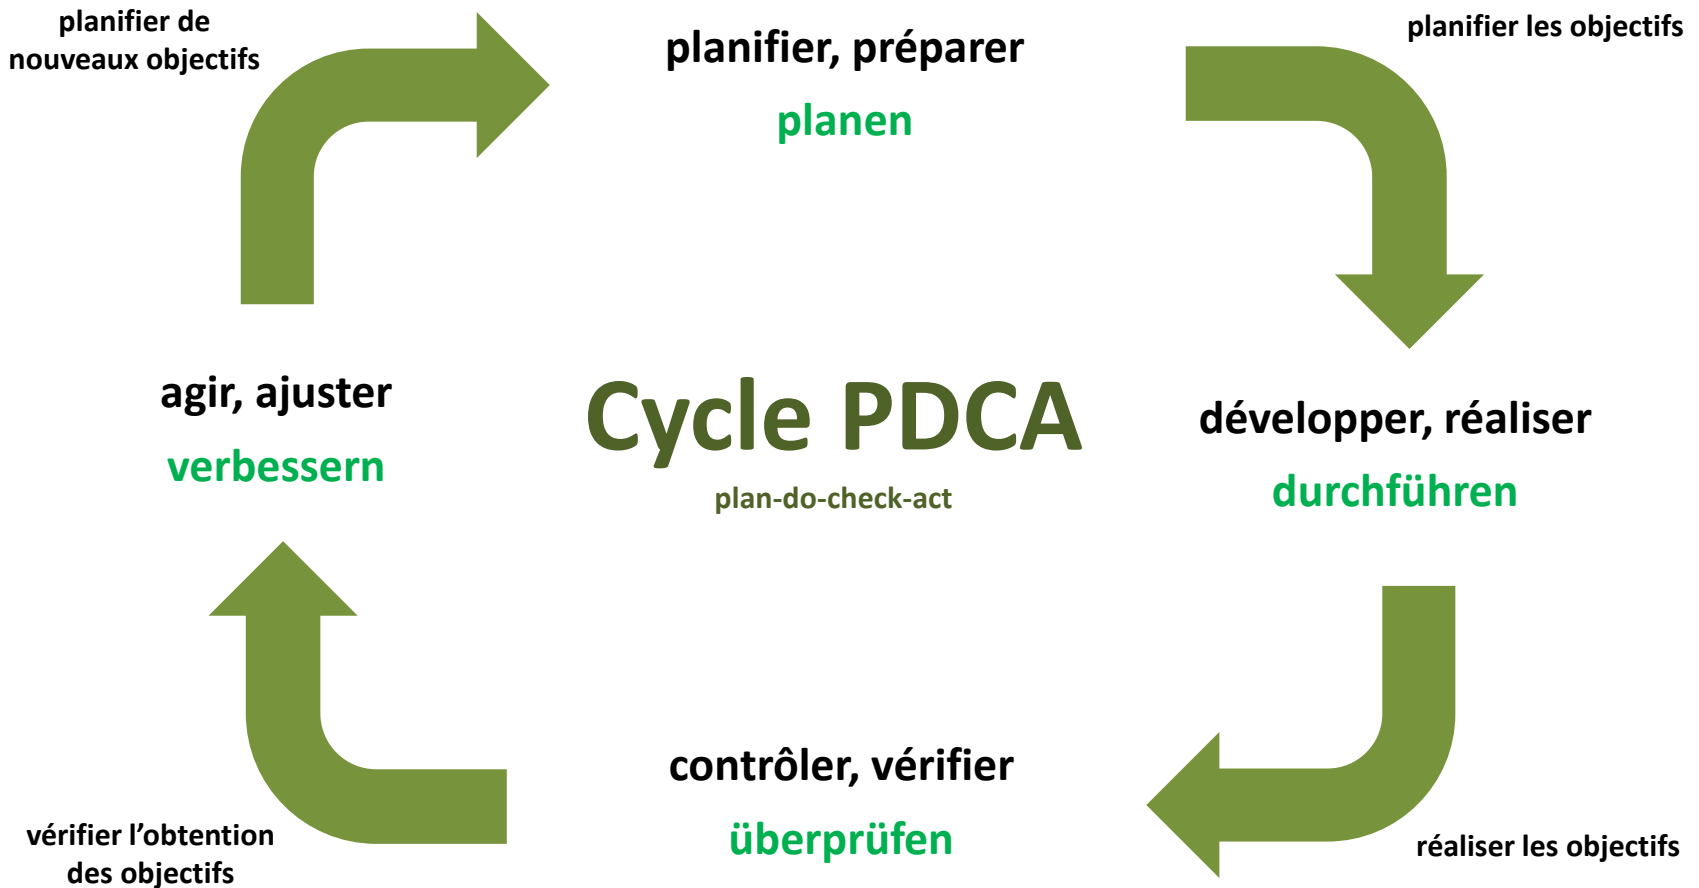 planifier de
nouveaux objectifs
planifier, préparer
planen
planifier les objectifs
agir, ajuster
verbessern
Cycle PDCA
plan-do-check-act
développer, réaliser
durchführen
contrôler, vérifier
überprüfen
vérifier l’obtention
des objectifs
réaliser les objectifs